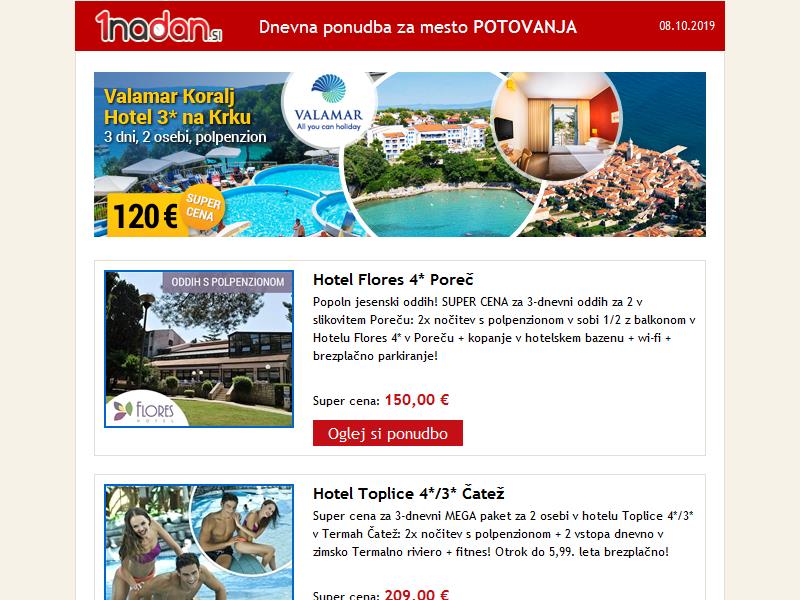 1nadan.si
Dnevna ponudba za mesto POTOVANJA
08.10.2019
Valamar Koralj
Hotel 3* na Krku
3 dni, 2 osebi, polpenzion
VALAMAR
All you can holiday
120 €
SUPER
CENA
ODDIH S POLPENZIONOM
FLORES
HOTEL
Hotel Flores 4* Poreč
Popoln jesenski oddih! SUPER CENA za 3-dnevni oddih za 2 v
slikovitem Poreču: 2x nočitev s polpenzionom v sobi 1/2 z balkonom v
Hotelu Flores 4* v Poreču + kopanje v hotelskem bazenu + wi-fi +
brezplačno parkiranje!
Super cena: 150,00 €
Oglej si ponudbo
Hotel Toplice 4*/3* Čatež
Super cena za 3-dnevni MEGA paket za 2 osebi v hotelu Toplice 4*/3*
v Termah Čatež: 2x nočitev s polpenzionom + 2 vstopa dnevno v
zimsko Termalno riviero + fitnes! Otrok do 5,99. leta brezplačno!
Super cena: 209,00 €